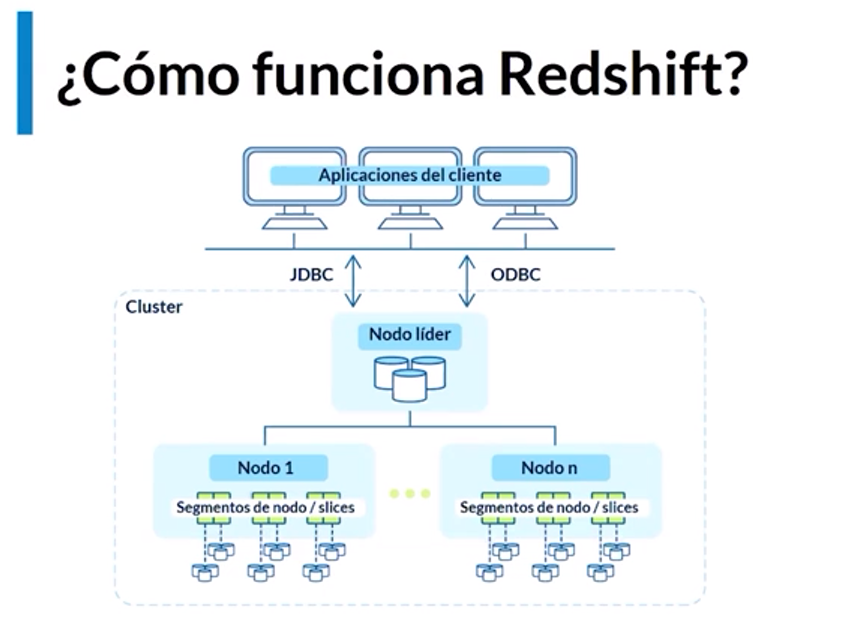 ¿Cómo funciona Redshift?
Aplicaciones del cliente
JDBC
ODBC
Cluster
Nodo líder
Nodo 1
Nodo n
Segmentos de nodo / slices
Segmentos de nodo / slices